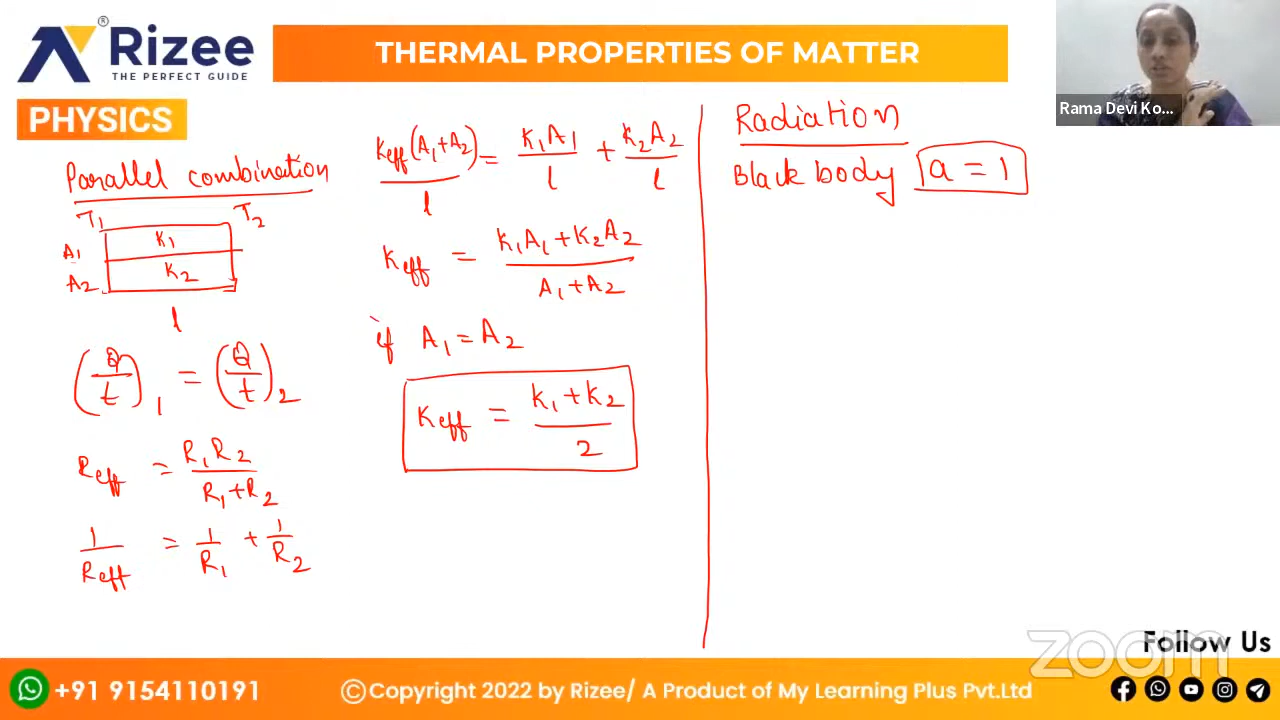 Rizee
®
THE PERFECT GUIDE
THERMAL PROPERTIES OF MATTER
Rama Devi Ko...
PHYSICS
Parallel combination
T₁ T₂
A₁ K₁
A₂ K₂
l
(Q/t)₁ = (Q/t)₂
Reff = R₁R₂ / R₁+R₂
1/Reff = 1/R₁ + 1/R₂
Keff(A₁+A₂)/l = K₁A₁/l + K₂A₂/l
Keff = K₁A₁+K₂A₂ / A₁+A₂
if A₁ = A₂
Keff = K₁+K₂ / 2
Radiation
Black body a = 1
zoom
Follow Us
+91 9154110191
©Copyright 2022 by Rizee/ A Product of My Learning Plus Pvt.Ltd